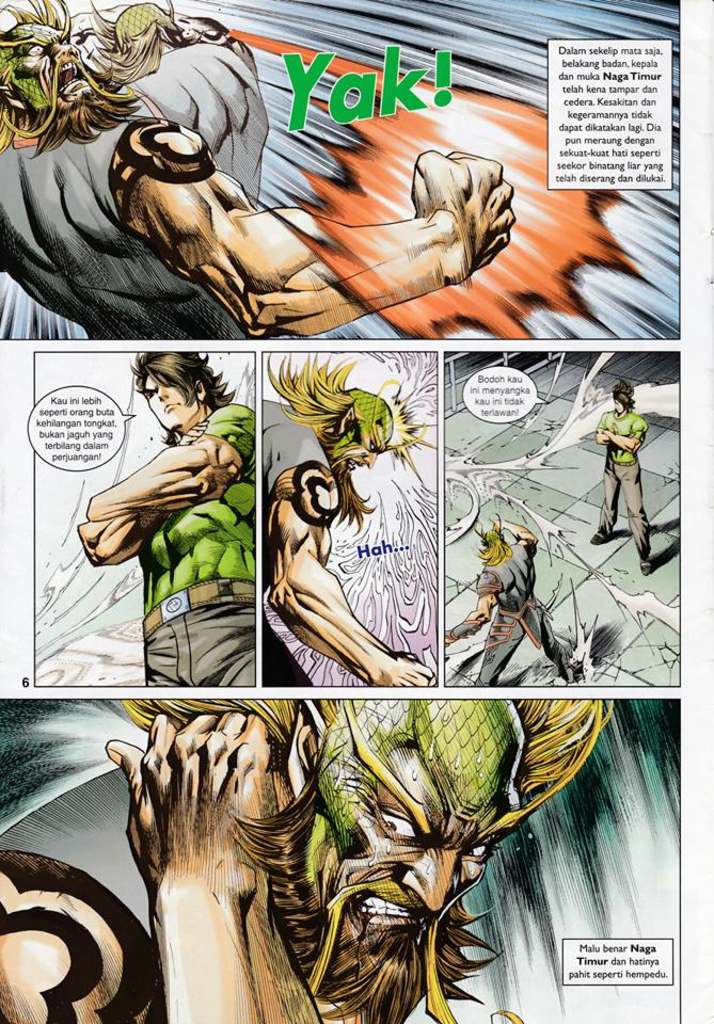 Yak!
Dalam sekelip mata saja,
belakang badan, kepala
dan muka Naga Timur
telah kena tampar dan
cedera. Kesakitan dan
kegeramannya tidak
dapat dikatakan lagi. Dia
pun meraung dengan
sekuat-kuat hati seperti
seekor binatang liar yang
telah diserang dan dilukai.
Kau ini lebih
seperti orang buta
kehilangan tongkat,
bukan jaguh yang
terbilang dalam
perjuangan!
Hah...
Bodoh kau
ini menyangka
kau ini tidak
terlawan!
6
Malu benar Naga
Timur dan hatinya
pahit seperti hempedu.